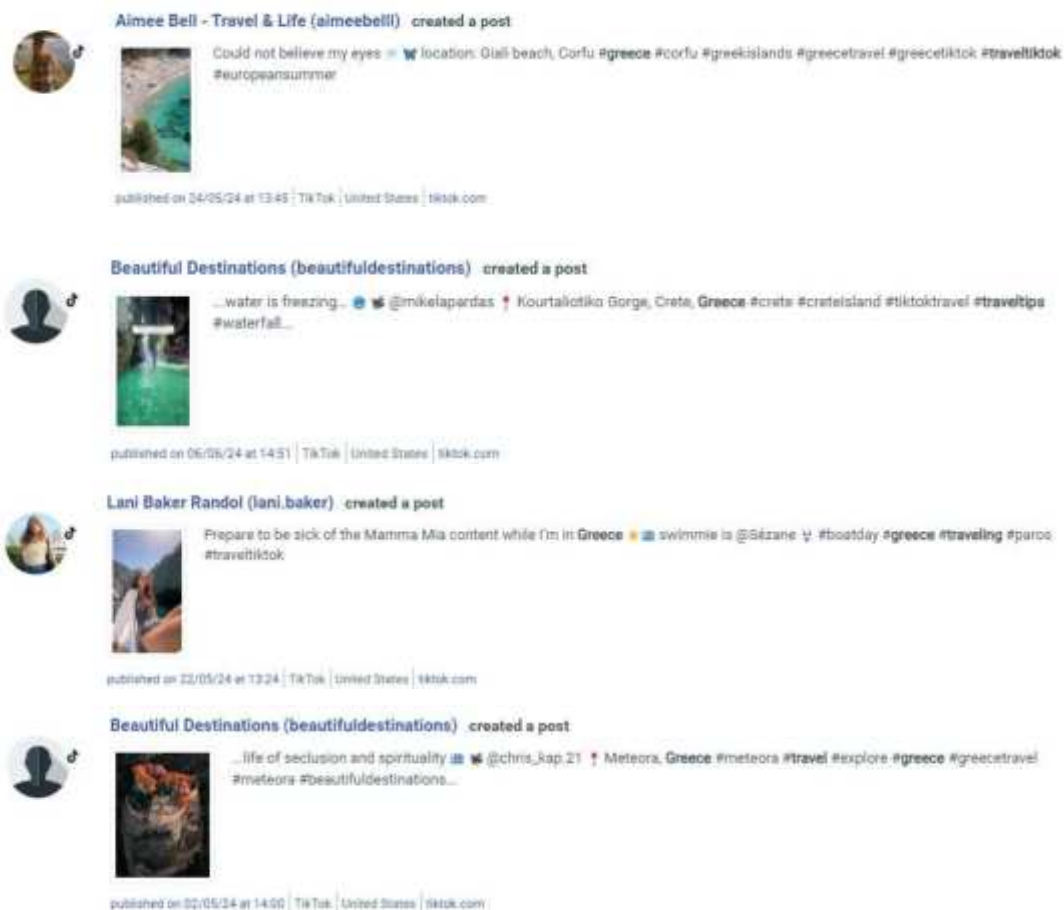 Aimee Bell - Travel & Life (aimeebelll) created a post
Could not believe my eyes location: Giali beach, Corfu #greece #corfu #greekislands #greecetravel #greecetiktok #traveltiktok
#europeansummer
published on 24/05/24 at 13:45 | TikTok | United States | tiktok.com
Beautiful Destinations (beautifuldestinations) created a post
...water is freezing... @mikelapardas 📍 Kourtaliotiko Gorge, Crete, Greece #crete #creteisland #tiktoktravel #traveltips
#waterfall...
published on 06/06/24 at 14:51 | TikTok | United States | tiktok.com
Lani Baker Randol (lani.baker) created a post
Prepare to be sick of the Mamma Mia content while I'm in Greece swimmie is @Sézane #boatday #greece #traveling #paros
#traveltiktok
published on 22/05/24 at 13:24 | TikTok | United States | tiktok.com
Beautiful Destinations (beautifuldestinations) created a post
...life of seclusion and spirituality @chris_kap.21 📍 Meteora, Greece #meteora #travel #explore #greece #greecetravel
#meteora #beautifuldestinations...
published on 02/05/24 at 14:00 | TikTok | United States | tiktok.com